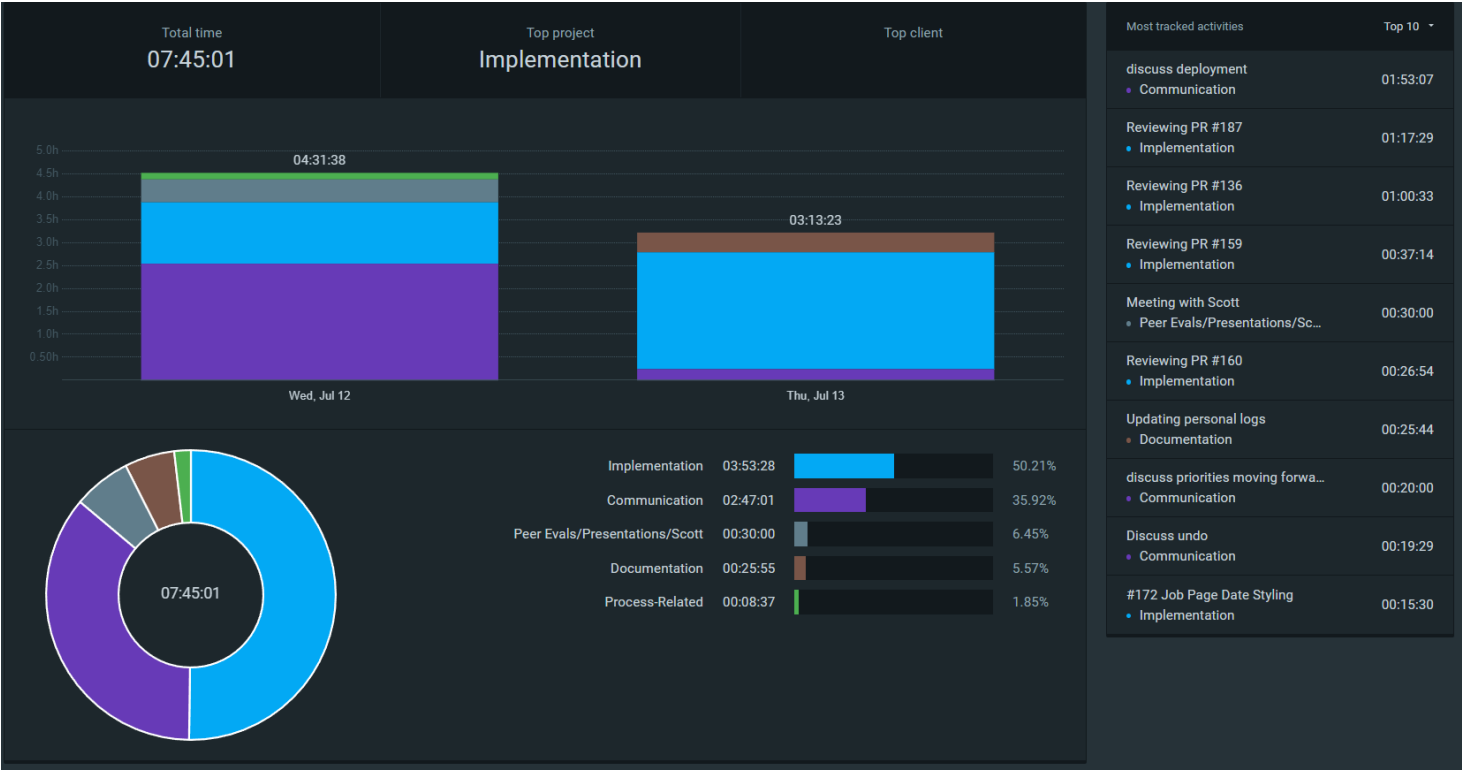 Total time
07:45:01
Top project
Implementation
Top client
5.0h
4.5h
4.0h
3.5h
3.0h
2.5h
2.0h
1.5h
1.0h
0.50h
04:31:38
03:13:23
Wed, Jul 12
Thu, Jul 13
07:45:01
Implementation 03:53:28 50.21%
Communication 02:47:01 35.92%
Peer Evals/Presentations/Scott 00:30:00 6.45%
Documentation 00:25:55 5.57%
Process-Related 00:08:37 1.85%
Most tracked activities Top 10
discuss deployment
Communication
01:53:07
Reviewing PR #187
Implementation
01:17:29
Reviewing PR #136
Implementation
01:00:33
Reviewing PR #159
Implementation
00:37:14
Meeting with Scott
Peer Evals/Presentations/Sc...
00:30:00
Reviewing PR #160
Implementation
00:26:54
Updating personal logs
Documentation
00:25:44
discuss priorities moving forwa...
Communication
00:20:00
Discuss undo
Communication
00:19:29
#172 Job Page Date Styling
Implementation
00:15:30